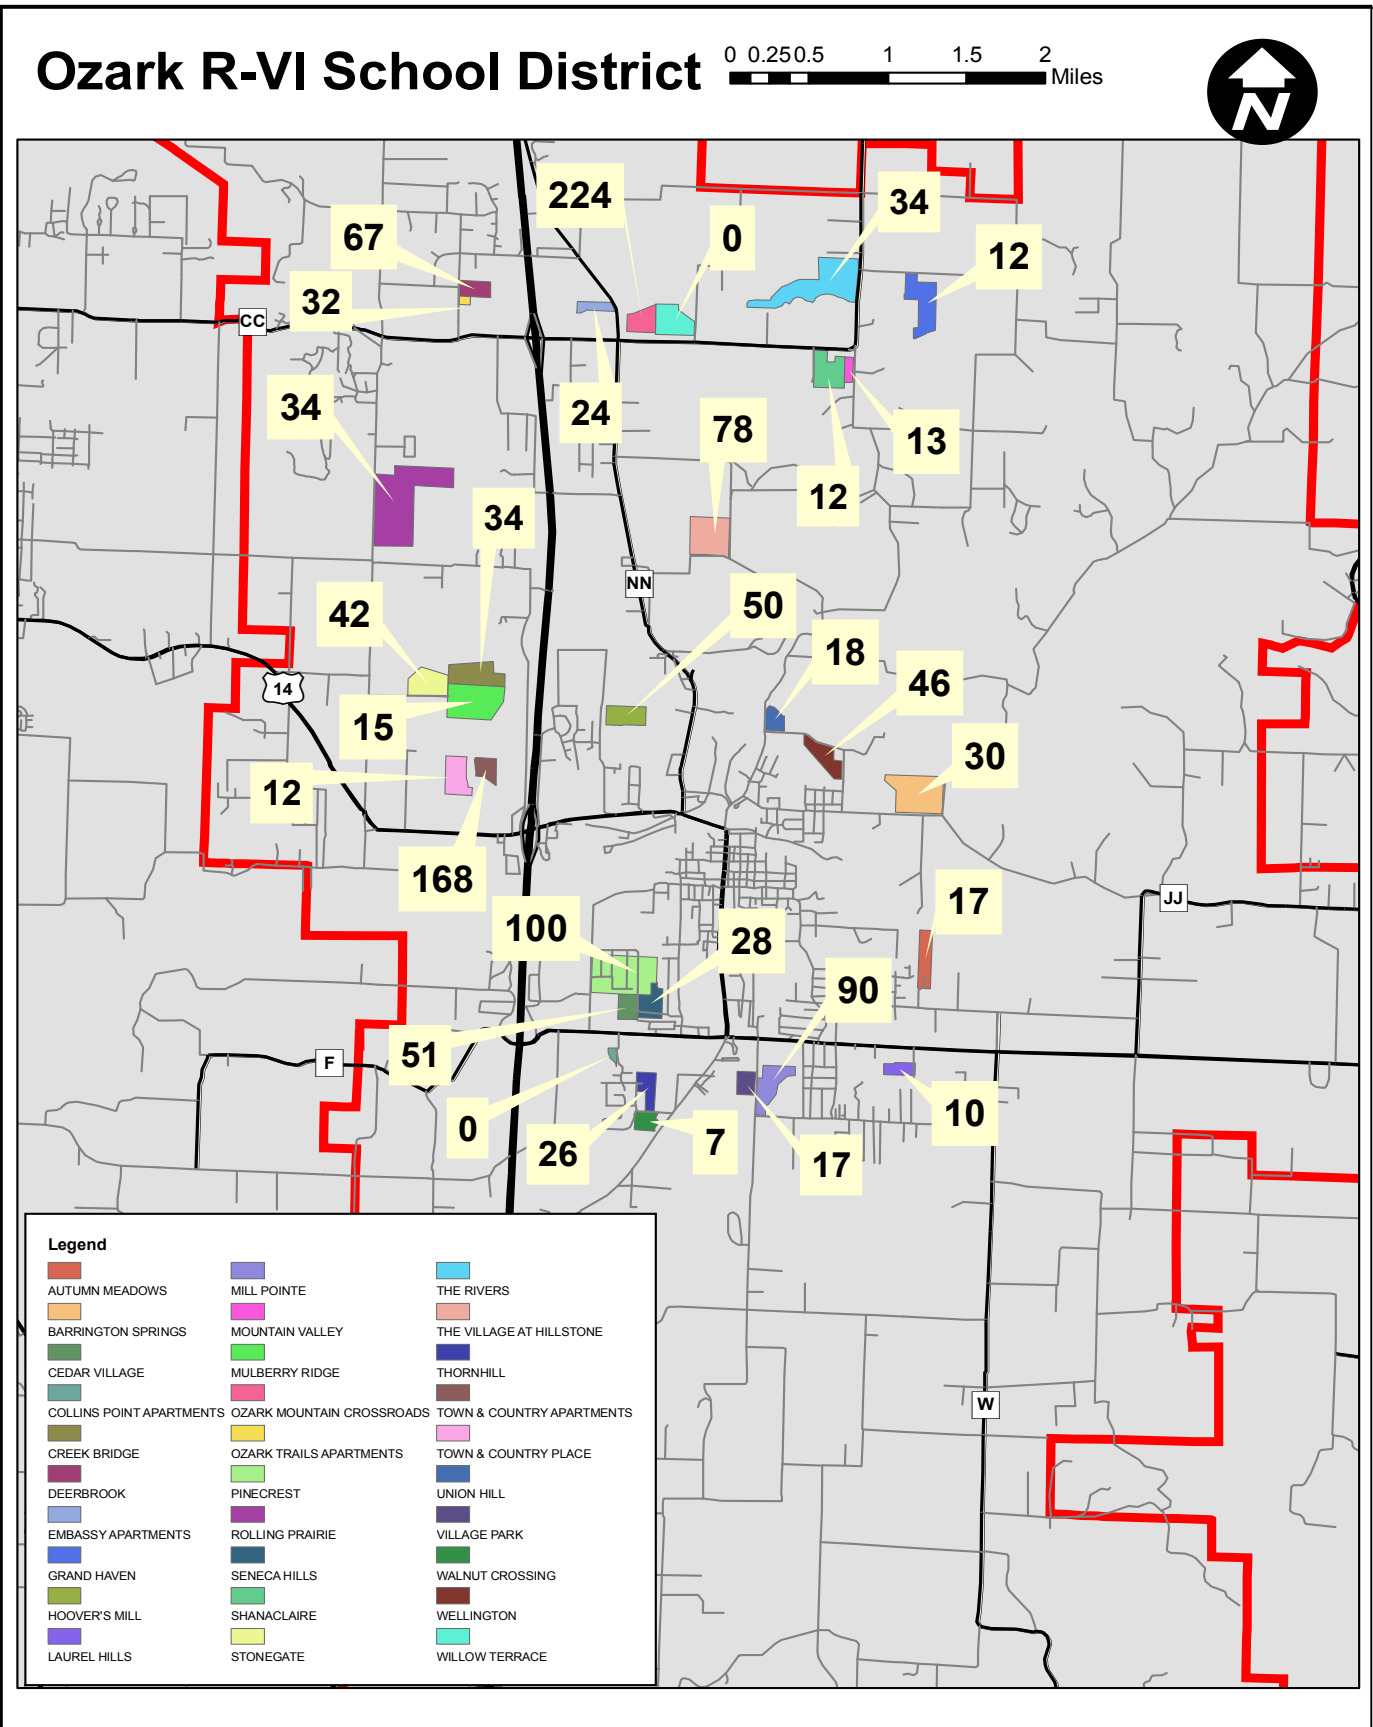 Ozark R-VI School District
0 0.25 0.5 1 1.5 2
Miles
N
224
34
67
0
12
32
CC
34
24
78
13
12
34
NN
42
50
18
46
14
15
30
12
168
17
JJ
100
28
90
51
F
0
10
26
7
17
W
Legend
AUTUMN MEADOWS MILL POINTE THE RIVERS
BARRINGTON SPRINGS MOUNTAIN VALLEY THE VILLAGE AT HILLSTONE
CEDAR VILLAGE MULBERRY RIDGE THORNHILL
COLLINS POINT APARTMENTS OZARK MOUNTAIN CROSSROADS TOWN & COUNTRY APARTMENTS
CREEK BRIDGE OZARK TRAILS APARTMENTS TOWN & COUNTRY PLACE
DEERBROOK PINECREST UNION HILL
EMBASSY APARTMENTS ROLLING PRAIRIE VILLAGE PARK
GRAND HAVEN SENECA HILLS WALNUT CROSSING
HOOVER'S MILL SHANACLAIRE WELLINGTON
LAUREL HILLS STONEGATE WILLOW TERRACE